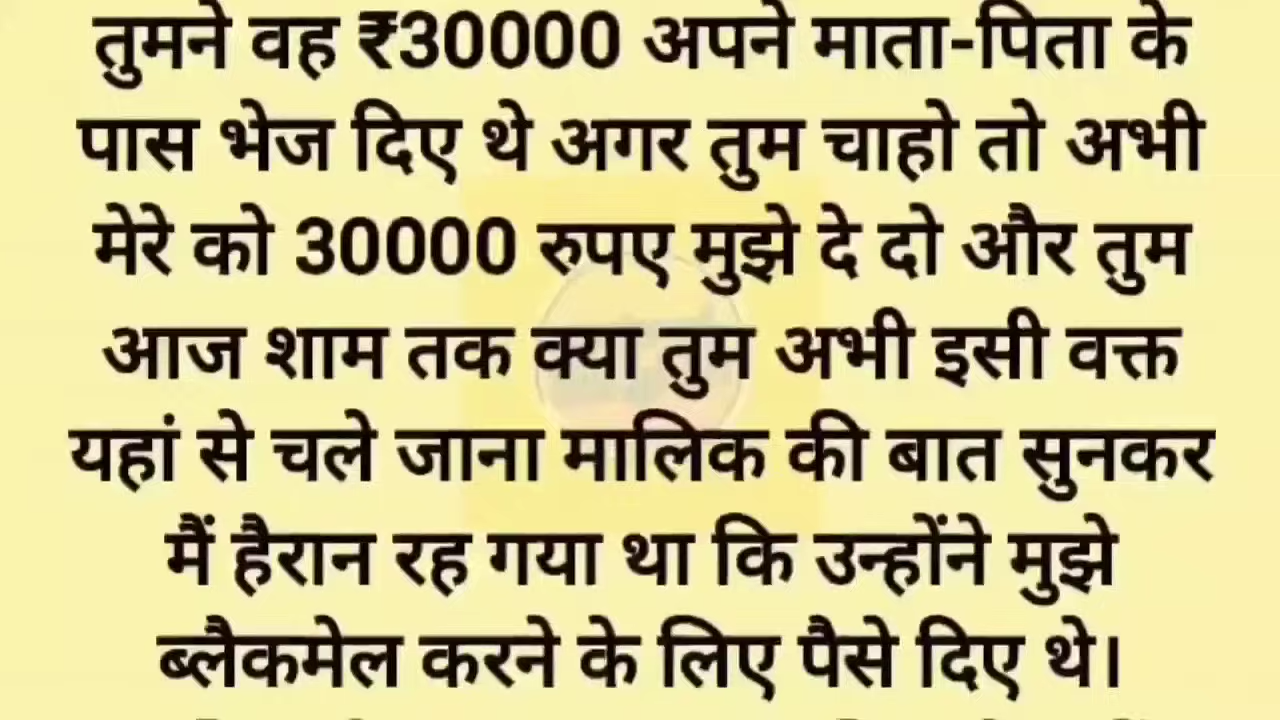 तुमने वह ₹30000 अपने माता-पिता के
पास भेज दिए थे अगर तुम चाहो तो अभी
मेरे को 30000 रुपए मुझे दे दो और तुम
आज शाम तक क्या तुम अभी इसी वक्त
यहां से चले जाना मालिक की बात सुनकर
मैं हैरान रह गया था कि उन्होंने मुझे
ब्लैकमेल करने के लिए पैसे दिए थे।